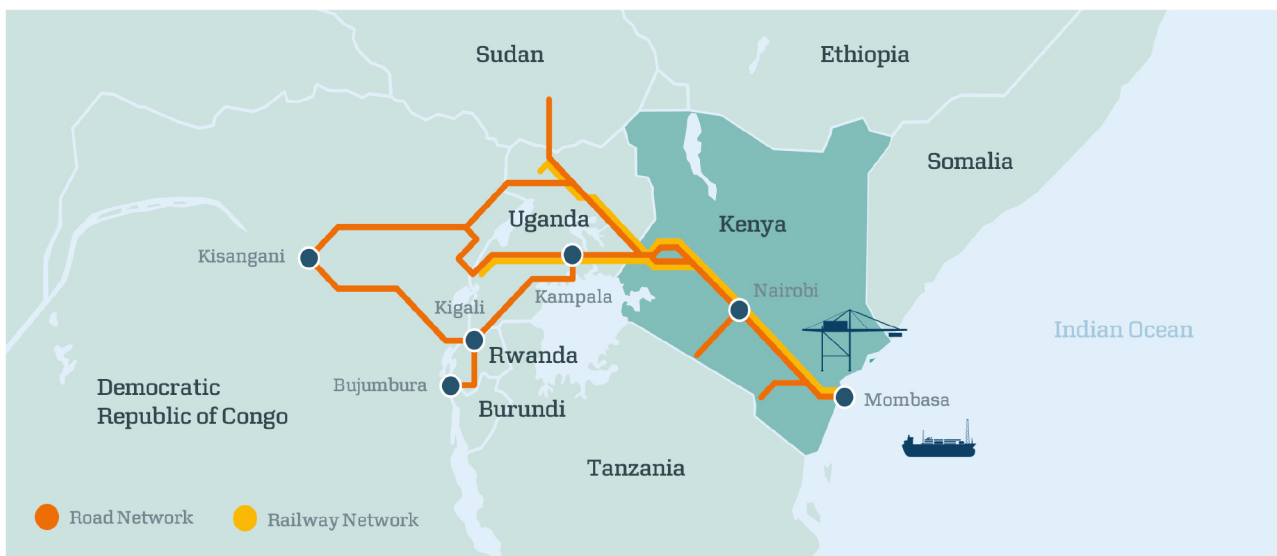 Sudan
Ethiopia
Somalia
Uganda
Kenya
Kisangani
Kampala
Nairobi
Kigali
Indian Ocean
Rwanda
Democratic
Republic of Congo
Bujumbura
Burundi
Mombasa
Tanzania
Road Network
Railway Network